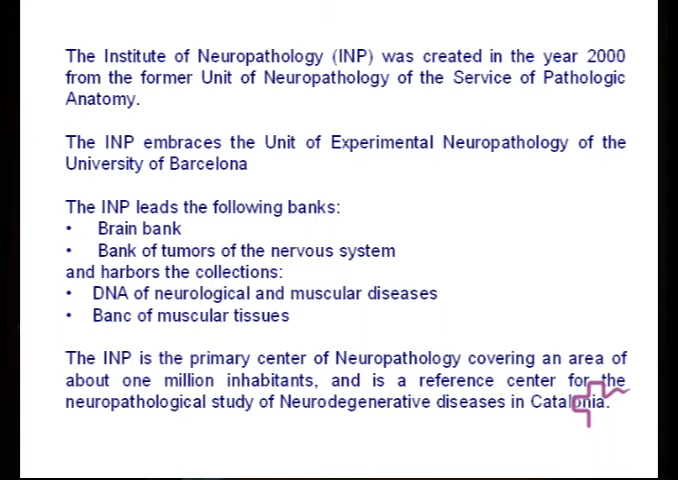 The Institute of Neuropathology (INP) was created in the year 2000
from the former Unit of Neuropathology of the Service of Pathologic
Anatomy.
The INP embraces the Unit of Experimental Neuropathology of the
University of Barcelona
The INP leads the following banks:
• Brain bank
• Bank of tumors of the nervous system
and harbors the collections:
• DNA of neurological and muscular diseases
• Banc of muscular tissues
The INP is the primary center of Neuropathology covering an area of
about one million inhabitants, and is a reference center for the
neuropathological study of Neurodegenerative diseases in Catalonia.